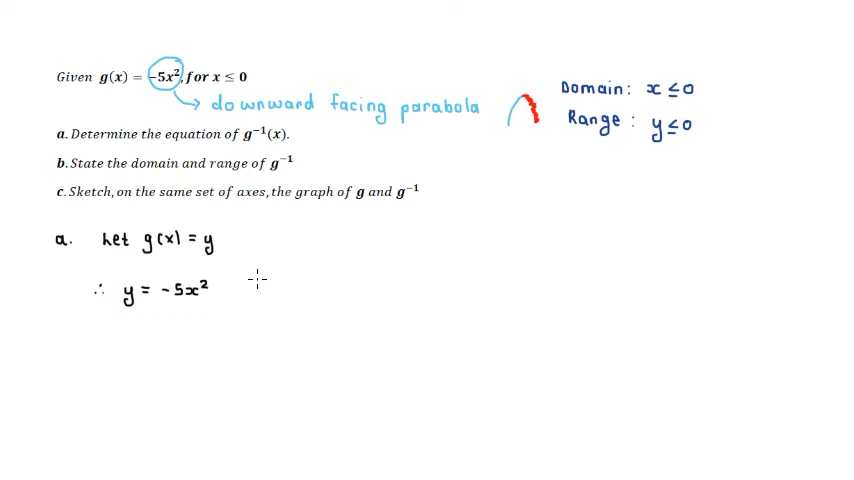 Given g(x) = −5x², for x ≤ 0
downward facing parabola
Domain: x ≤ 0
Range: y ≤ 0
a. Determine the equation of g⁻¹(x).
b. State the domain and range of g⁻¹
c. Sketch, on the same set of axes, the graph of g and g⁻¹
a. Let g(x) = y
∴ y = -5x²